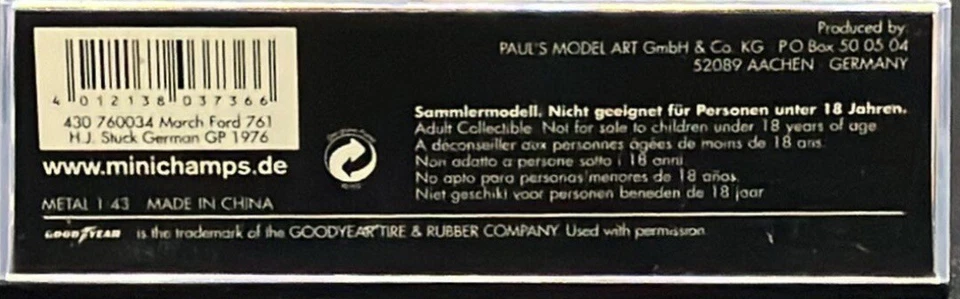 4 012138 037366
430 760034 March Ford 761
H.J. Stuck German GP 1976
www.minichamps.de
METAL 1:43 MADE IN CHINA
Produced by:
PAUL'S MODEL ART GmbH & Co. KG PO Box 50 05 04
52089 AACHEN · GERMANY
Sammlermodell. Nicht geeignet für Personen unter 18 Jahren.
Adult Collectible. Not for sale to children under 18 years of age.
A déconseiller aux personnes âgées de moins de 18 ans.
Non adatto a persone sotto i 18 anni.
No apto para personas menores de 18 años.
Niet geschikt voor personen beneden de 18 jaar
GOODYEAR is the trademark of the GOODYEAR TIRE & RUBBER COMPANY Used with permission.